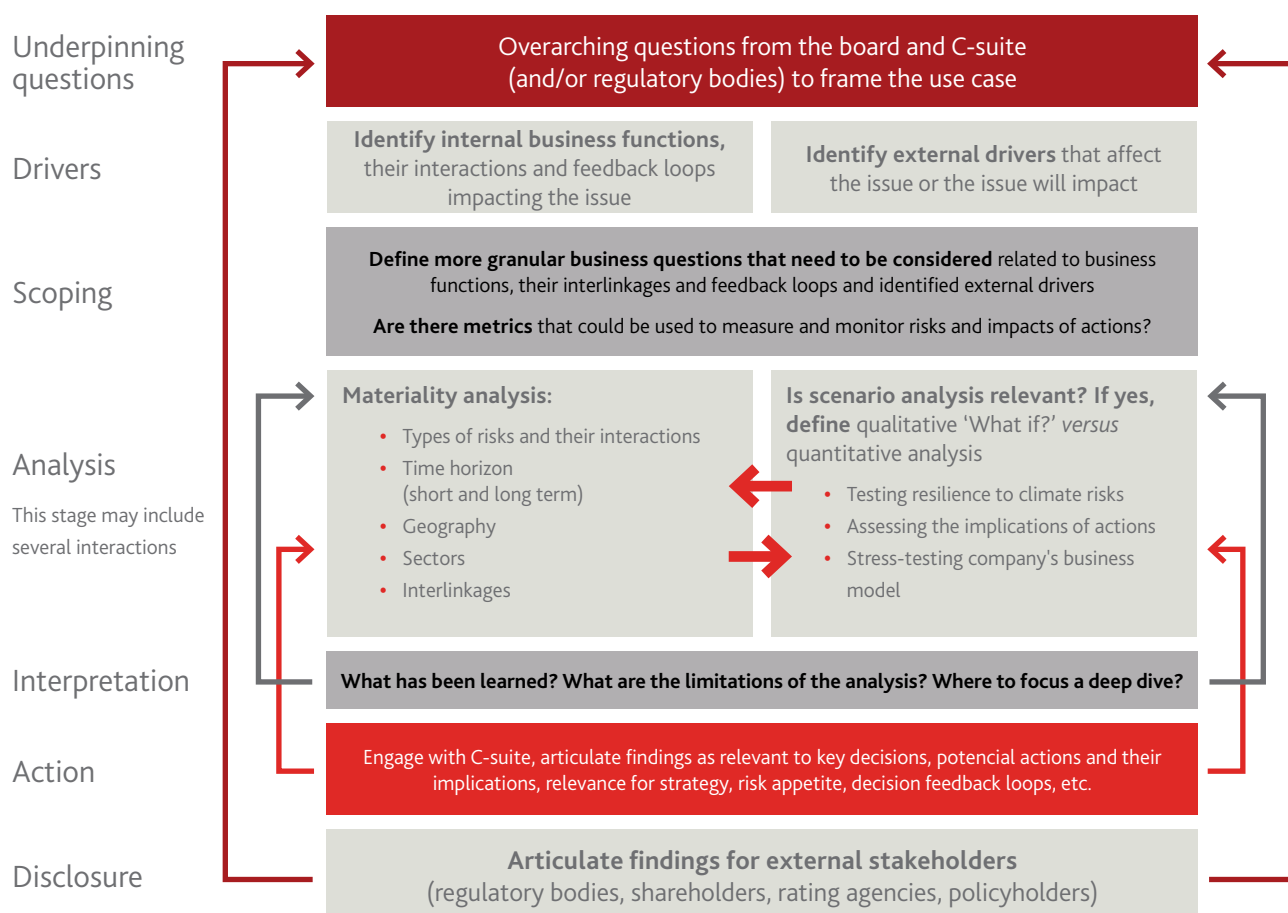 Underpinning
questions
Overarching questions from the board and C-suite
(and/or regulatory bodies) to frame the use case
Drivers
Identify internal business functions,
their interactions and feedback loops
impacting the issue
Identify external drivers that affect
the issue or the issue will impact
Scoping
Define more granular business questions that need to be considered related to business
functions, their interlinkages and feedback loops and identified external drivers
Are there metrics that could be used to measure and monitor risks and impacts of actions?
Analysis
This stage may include
several interactions
Materiality analysis:
• Types of risks and their interactions
• Time horizon
(short and long term)
• Geography
• Sectors
• Interlinkages
Is scenario analysis relevant? If yes,
define qualitative ‘What if?’ versus
quantitative analysis
• Testing resilience to climate risks
• Assessing the implications of actions
• Stress-testing company's business
model
Interpretation
What has been learned? What are the limitations of the analysis? Where to focus a deep dive?
Action
Engage with C-suite, articulate findings as relevant to key decisions, potencial actions and their
implications, relevance for strategy, risk appetite, decision feedback loops, etc.
Disclosure
Articulate findings for external stakeholders
(regulatory bodies, shareholders, rating agencies, policyholders)